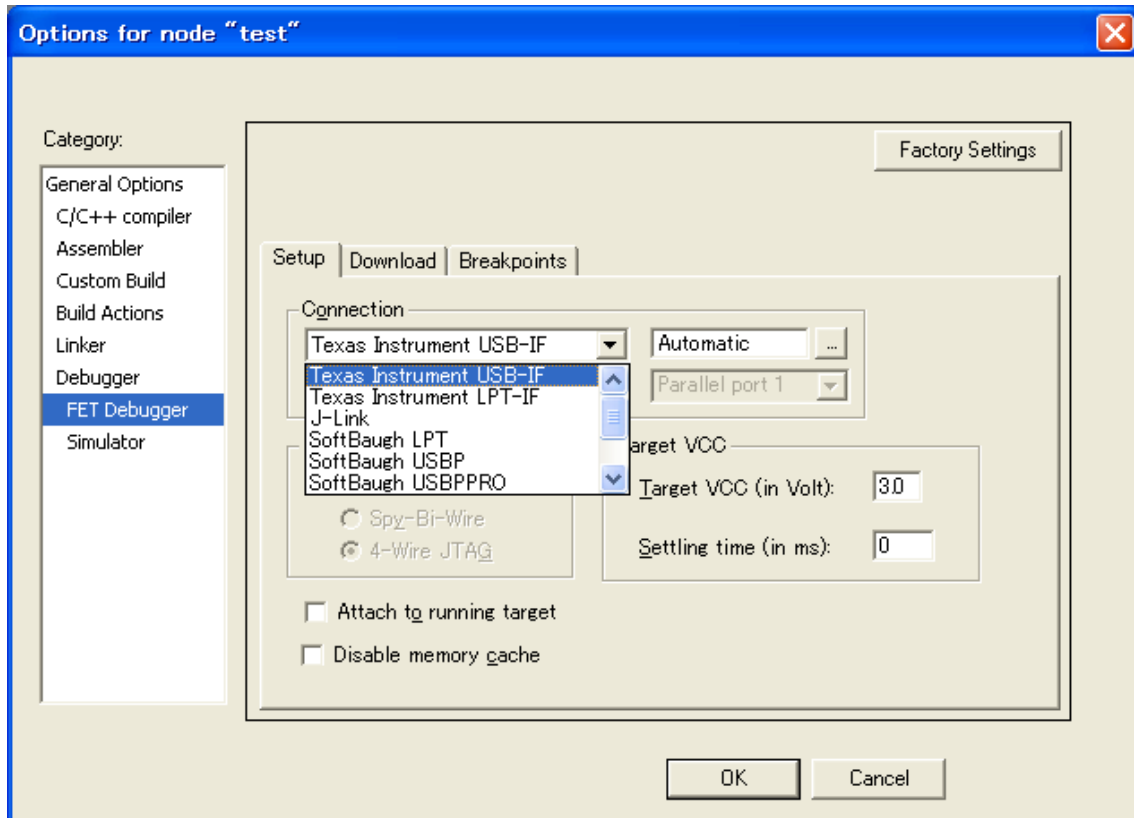 Options for node "test"
Category:
Factory Settings
General Options
C/C++ compiler
Assembler
Custom Build
Build Actions
Linker
Debugger
FET Debugger
Simulator
Setup
Download
Breakpoints
Connection
Texas Instrument USB-IF
Automatic
...
Texas Instrument USB-IF
Texas Instrument LPT-IF
J-Link
SoftBaugh LPT
SoftBaugh USBP
SoftBaugh USBPPRO
Parallel port 1
arget VCC
Target VCC (in Volt):
3.0
Spy-Bi-Wire
4-Wire JTAG
Settling time (in ms):
0
Attach to running target
Disable memory cache
OK
Cancel